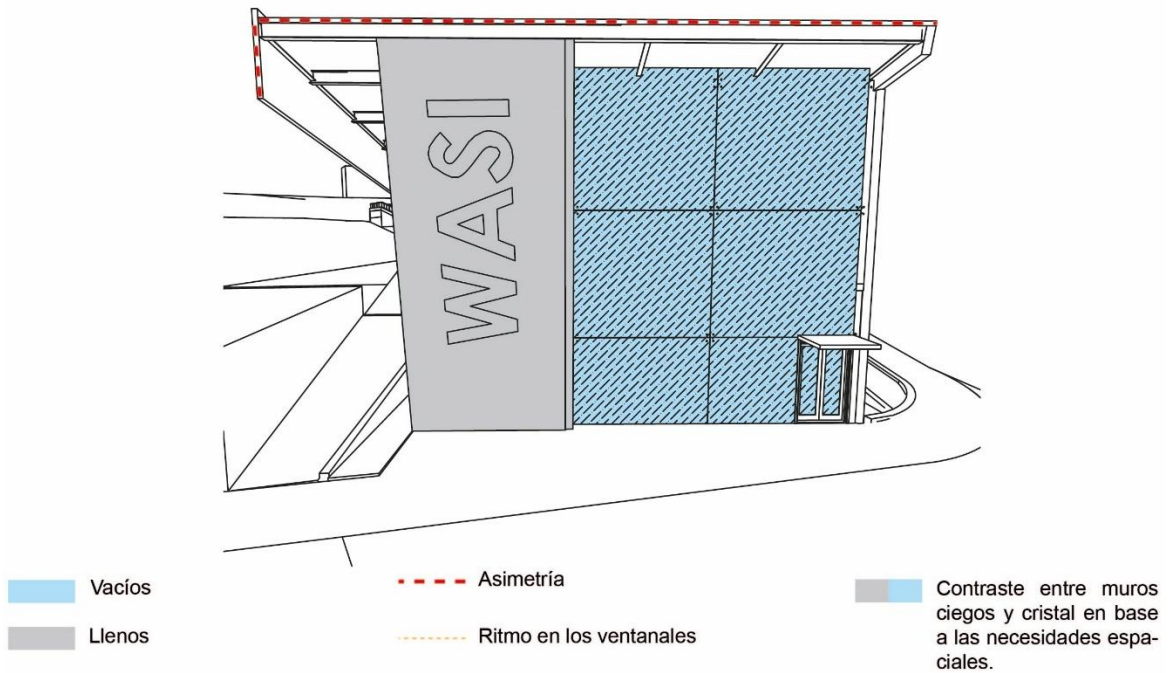 WASI
Vacíos
Llenos
Asimetría
Ritmo en los ventanales
Contraste entre muros
ciegos y cristal en base
a las necesidades espa-
ciales.